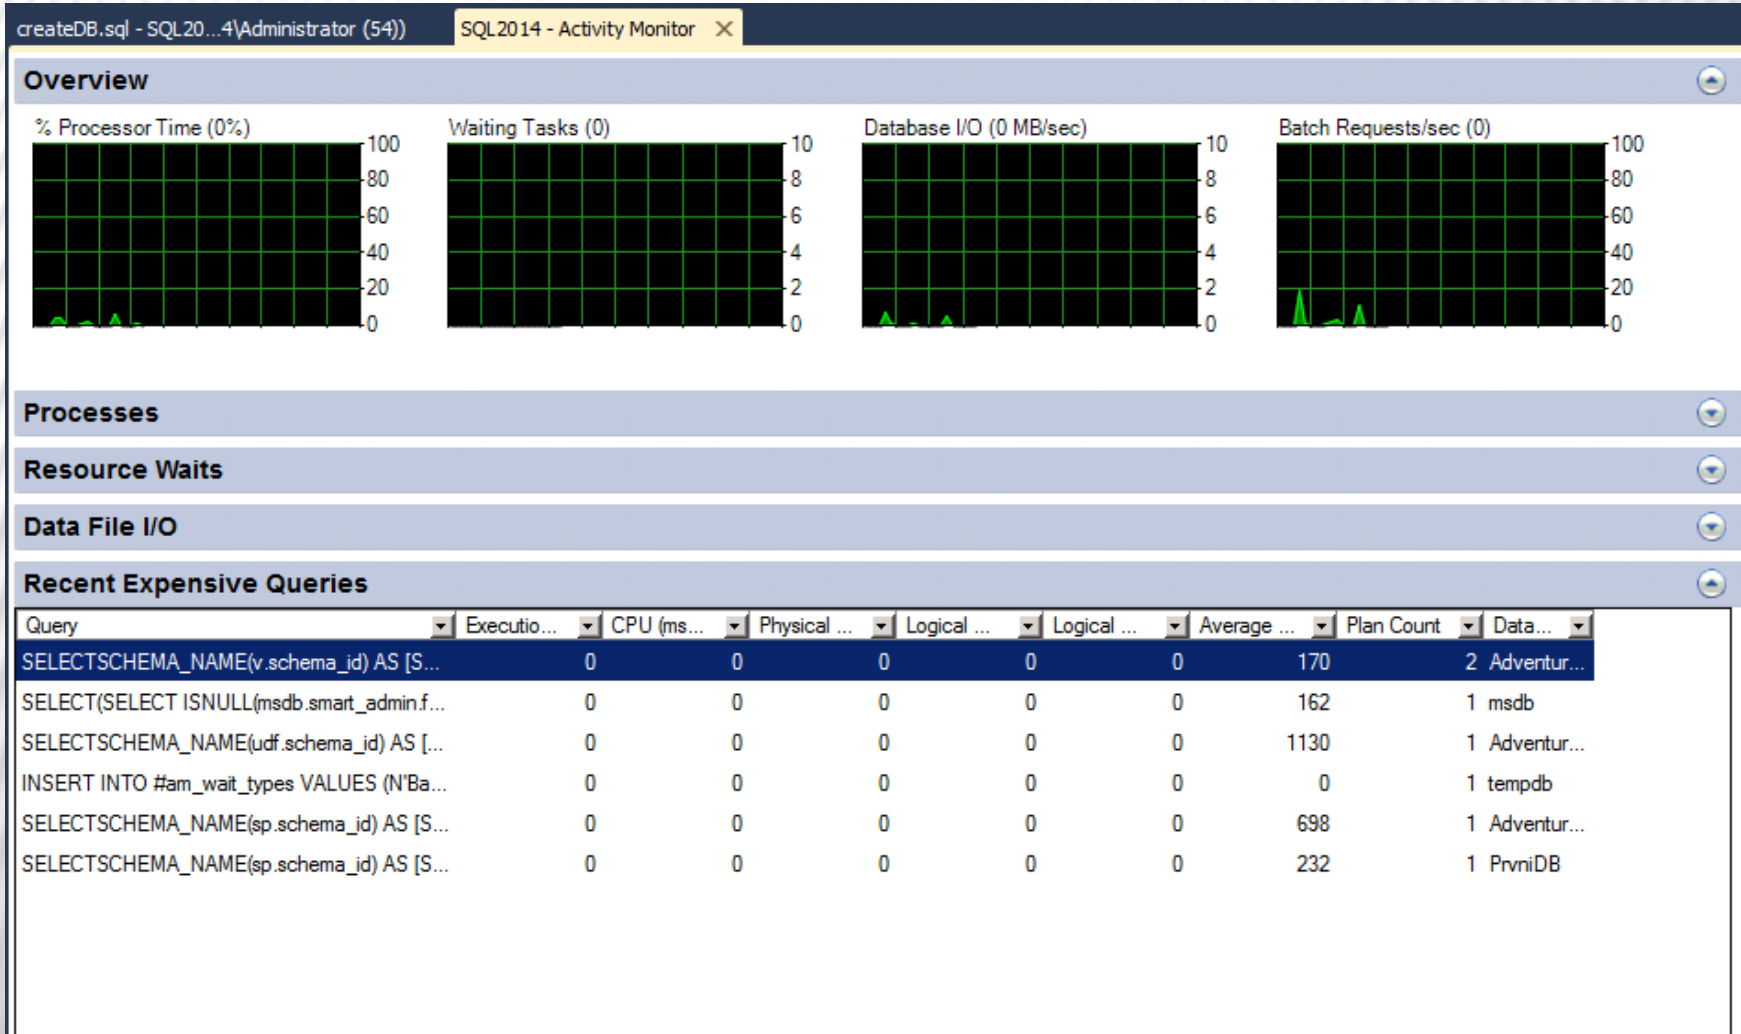 createDB.sql - SQL20...4\Administrator (54))
SQL2014 - Activity Monitor
Overview
% Processor Time (0%)
100
80
60
40
20
0
Waiting Tasks (0)
10
8
6
4
2
0
Database I/O (0 MB/sec)
10
8
6
4
2
0
Batch Requests/sec (0)
100
80
60
40
20
0
Processes
Resource Waits
Data File I/O
Recent Expensive Queries
Query Executio... CPU (ms... Physical ... Logical ... Logical ... Average ... Plan Count Data...
SELECTSCHEMA_NAME(v.schema_id) AS [S... 0 0 0 0 0 170 2 Adventur...
SELECT(SELECT ISNULL(msdb.smart_admin.f... 0 0 0 0 0 162 1 msdb
SELECTSCHEMA_NAME(udf.schema_id) AS [... 0 0 0 0 0 1130 1 Adventur...
INSERT INTO #am_wait_types VALUES (N'Ba... 0 0 0 0 0 0 1 tempdb
SELECTSCHEMA_NAME(sp.schema_id) AS [S... 0 0 0 0 0 698 1 Adventur...
SELECTSCHEMA_NAME(sp.schema_id) AS [S... 0 0 0 0 0 232 1 PrvniDB